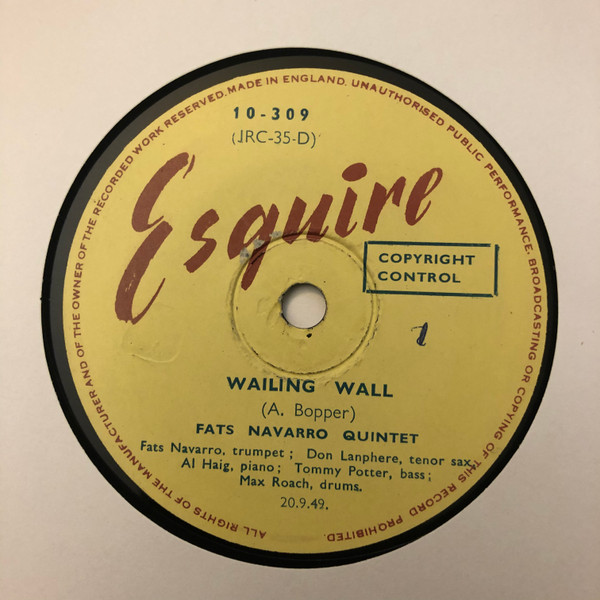 10-309
(JRC-35-D)
Esquire
COPYRIGHT
CONTROL
1
WAILING WALL
(A. Bopper)
FATS NAVARRO QUINTET
Fats Navarro, trumpet; Don Lanphere, tenor sax,
Al Haig, piano; Tommy Potter, bass;
Max Roach, drums.
20.9.49.
ALL RIGHTS OF THE MANUFACTURER AND OF THE OWNER OF THE RECORDED WORK RESERVED. MADE IN ENGLAND. UNAUTHORISED PUBLIC PERFORMANCE, BROADCASTING OR COPYING OF THIS RECORD PROHIBITED.